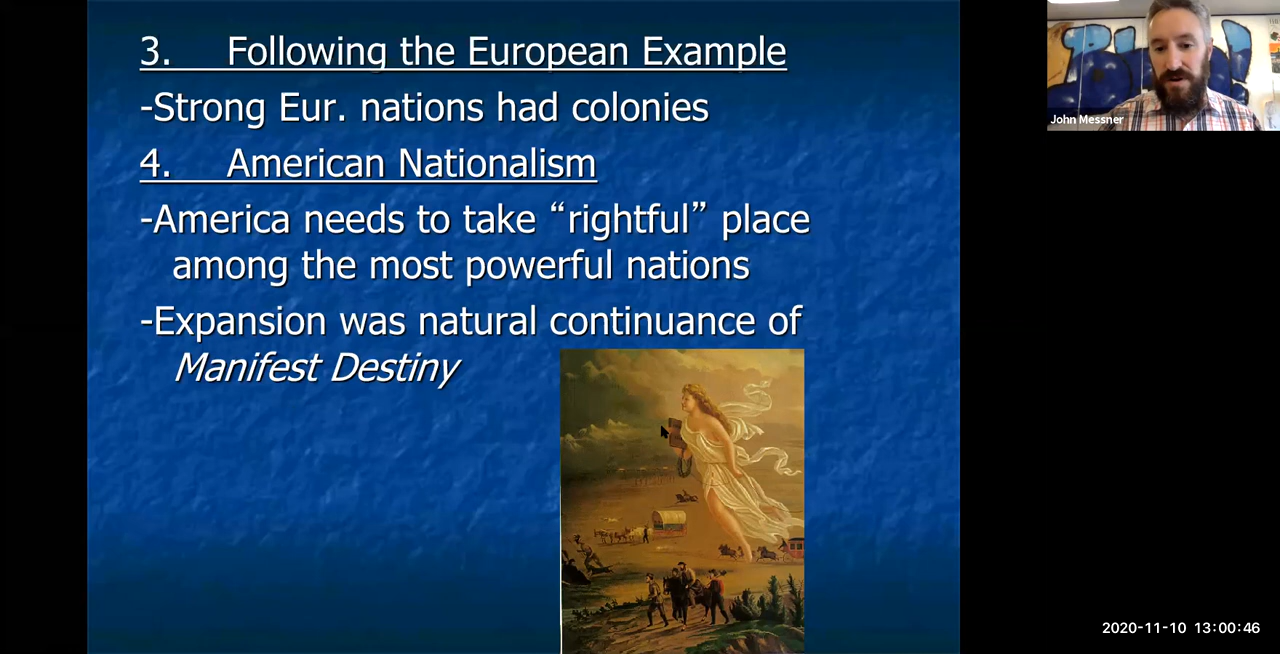 3. Following the European Example
-Strong Eur. nations had colonies
4. American Nationalism
-America needs to take “rightful” place
among the most powerful nations
-Expansion was natural continuance of
Manifest Destiny
John Messner
2020-11-10 13:00:46